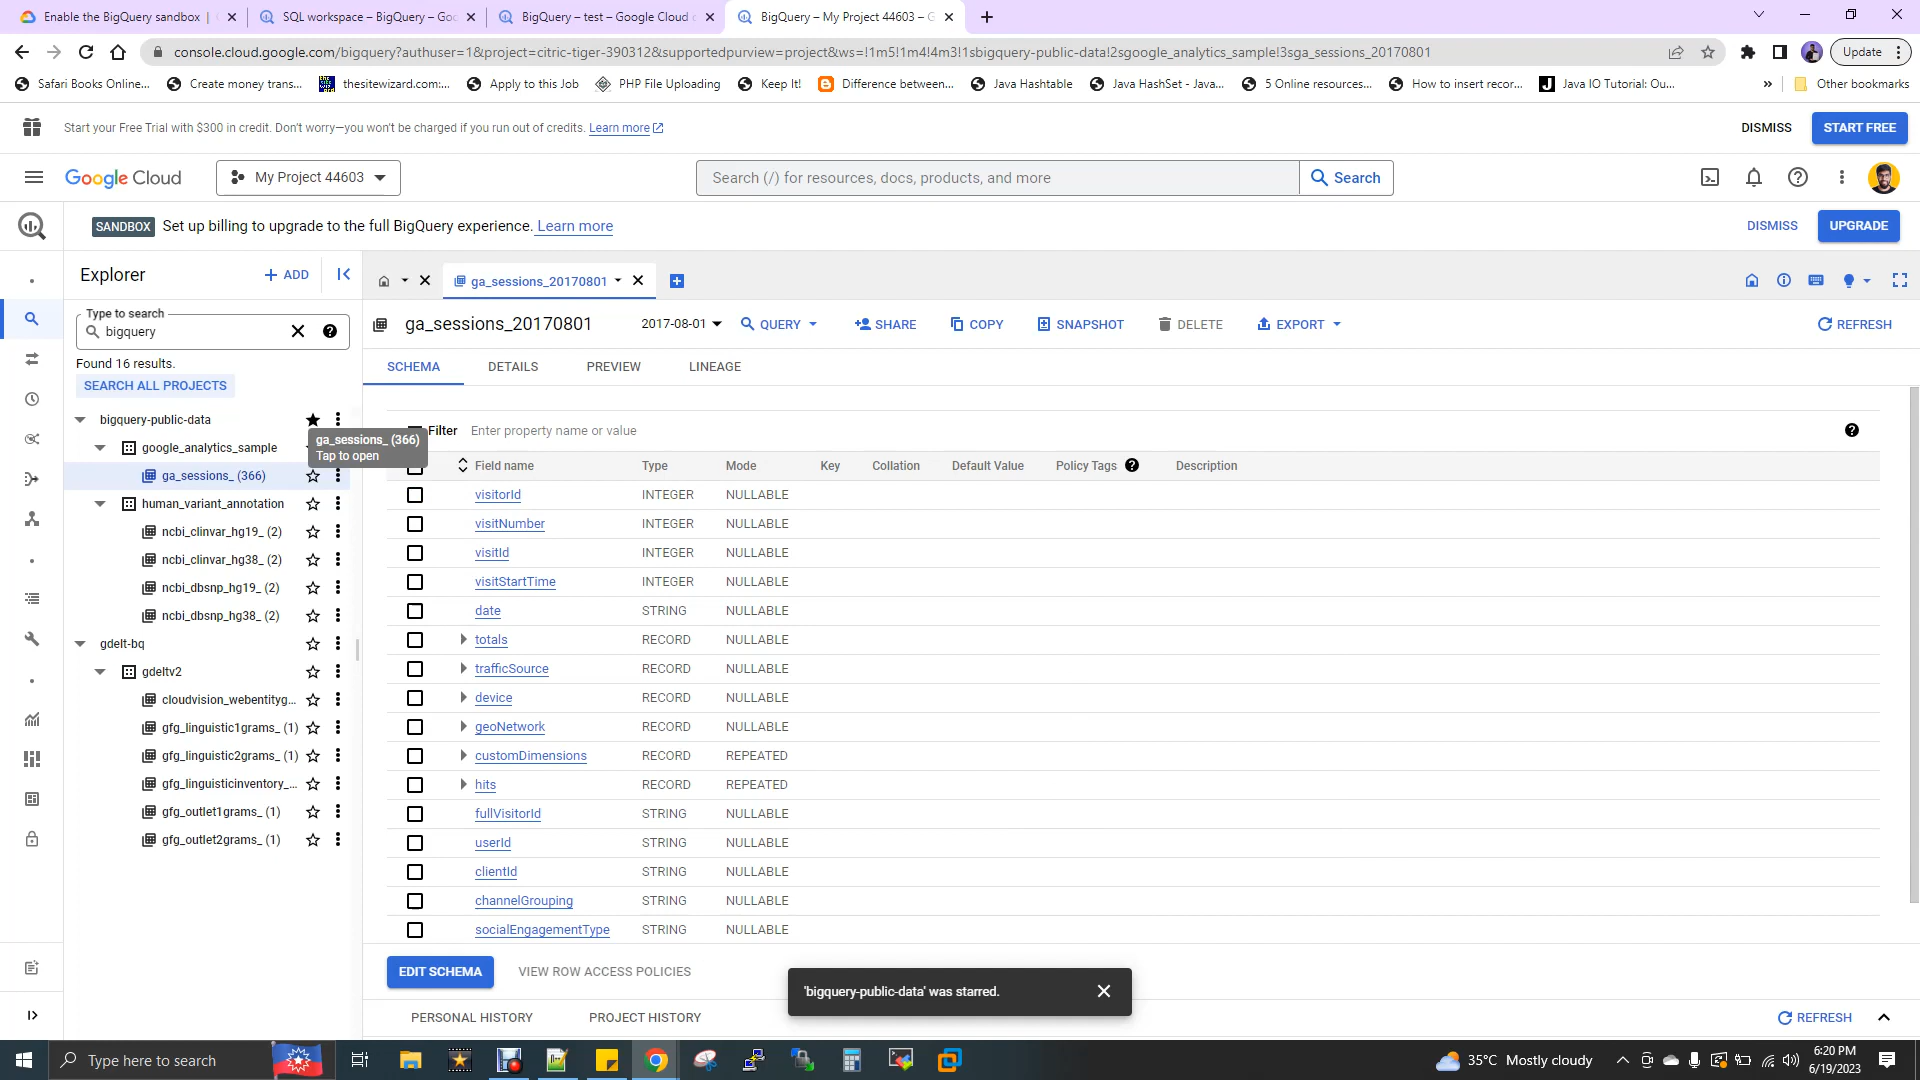 Enable the BigQuery sandbox |
SQL workspace – BigQuery – Goo
BigQuery – test – Google Cloud c
BigQuery – My Project 44603 – G
console.cloud.google.com/bigquery?authuser=1&project=citric-tiger-390312&supportedpurview=project&ws=!1m5!1m4!4m3!1sbigquery-public-data!2sgoogle_analytics_sample!3sga_sessions_20170801
Update
Safari Books Online...
Create money trans...
thesitewizard.com:...
Apply to this Job
PHP File Uploading
Keep It!
Difference between...
Java Hashtable
Java HashSet - Java...
5 Online resources...
How to insert recor...
Java IO Tutorial: Ou...
»
Other bookmarks
Start your Free Trial with $300 in credit. Don't worry—you won't be charged if you run out of credits. Learn more
DISMISS
START FREE
Google Cloud
My Project 44603
Search (/) for resources, docs, products, and more
Search
SANDBOX
Set up billing to upgrade to the full BigQuery experience. Learn more
DISMISS
UPGRADE
Explorer
+ ADD
Type to search
bigquery
Found 16 results.
SEARCH ALL PROJECTS
bigquery-public-data
google_analytics_sample
ga_sessions_ (366)
human_variant_annotation
ncbi_clinvar_hg19_ (2)
ncbi_clinvar_hg38_ (2)
ncbi_dbsnp_hg19_ (2)
ncbi_dbsnp_hg38_ (2)
gdelt-bq
gdeltv2
cloudvision_webentityg...
gfg_linguistic1grams_ (1)
gfg_linguistic2grams_ (1)
gfg_linguisticinventory_...
gfg_outlet1grams_ (1)
gfg_outlet2grams_ (1)
ga_sessions_ (366)
Tap to open
ga_sessions_20170801
ga_sessions_20170801
2017-08-01
QUERY
SHARE
COPY
SNAPSHOT
DELETE
EXPORT
REFRESH
SCHEMA
DETAILS
PREVIEW
LINEAGE
Filter Enter property name or value
Field name Type Mode Key Collation Default Value Policy Tags Description
visitorId INTEGER NULLABLE
visitNumber INTEGER NULLABLE
visitId INTEGER NULLABLE
visitStartTime INTEGER NULLABLE
date STRING NULLABLE
totals RECORD NULLABLE
trafficSource RECORD NULLABLE
device RECORD NULLABLE
geoNetwork RECORD NULLABLE
customDimensions RECORD REPEATED
hits RECORD REPEATED
fullVisitorId STRING NULLABLE
userId STRING NULLABLE
clientId STRING NULLABLE
channelGrouping STRING NULLABLE
socialEngagementType STRING NULLABLE
EDIT SCHEMA
VIEW ROW ACCESS POLICIES
'bigquery-public-data' was starred.
PERSONAL HISTORY
PROJECT HISTORY
REFRESH
Type here to search
35°C Mostly cloudy
6:20 PM
6/19/2023